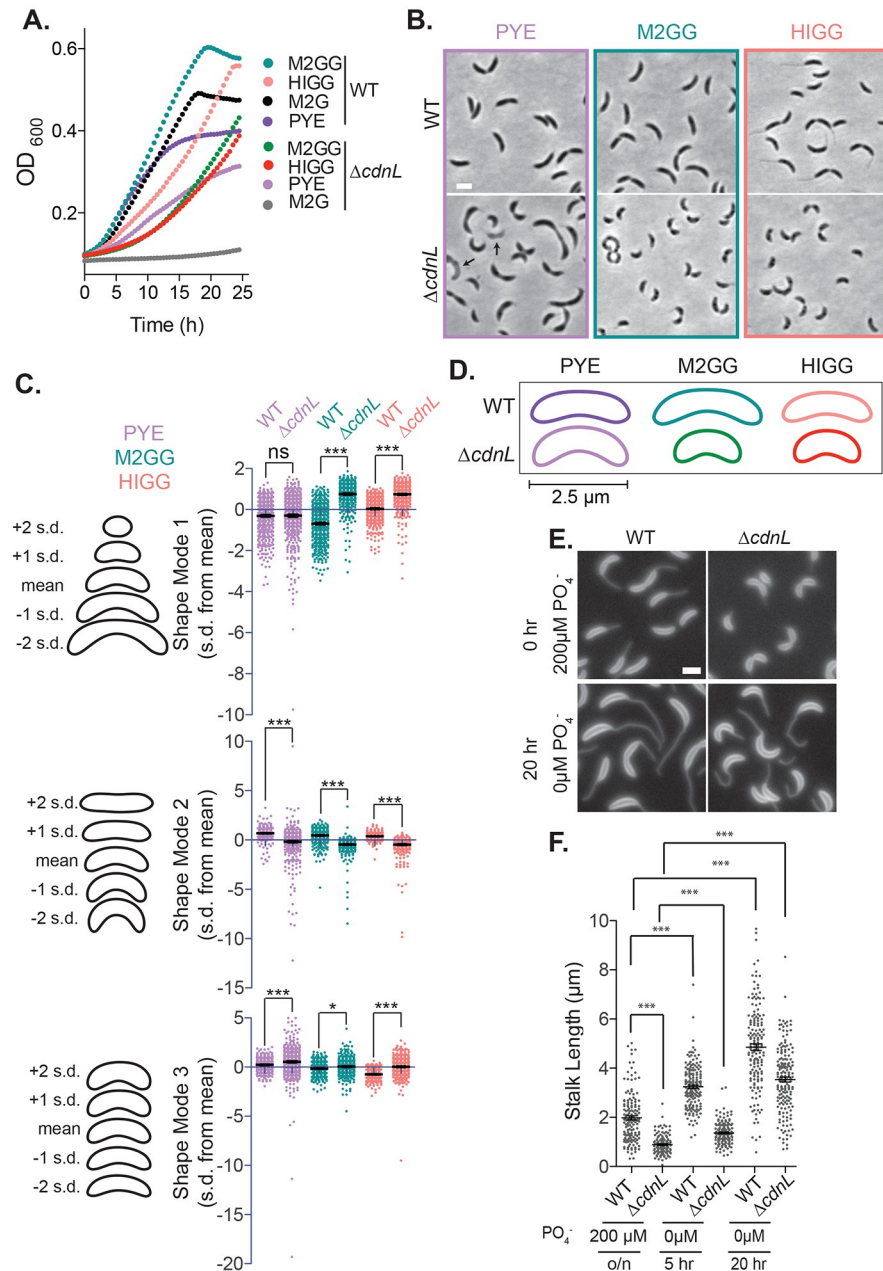 A.
OD600
0.6
0.4
0.2
0
5
10
15
20
25
Time (h)
M2GG
HIGG
M2G
PYE
WT
M2GG
HIGG
PYE
M2G
ΔcdnL
B.
PYE
M2GG
HIGG
WT
ΔcdnL
C.
PYE
M2GG
HIGG
WT
ΔcdnL
WT
ΔcdnL
WT
ΔcdnL
+2 s.d.
+1 s.d.
mean
-1 s.d.
-2 s.d.
Shape Mode 1
(s.d. from mean)
2
0
-2
-4
-6
-8
-10
ns
***
***
+2 s.d.
+1 s.d.
mean
-1 s.d.
-2 s.d.
Shape Mode 2
(s.d. from mean)
10
5
0
-5
-10
-15
***
***
***
+2 s.d.
+1 s.d.
mean
-1 s.d.
-2 s.d.
Shape Mode 3
(s.d. from mean)
5
0
-5
-10
-15
-20
***
*
***
D.
PYE
M2GG
HIGG
WT
ΔcdnL
2.5 μm
E.
WT
ΔcdnL
0 hr
200μM PO4-
20 hr
0μM PO4-
F.
Stalk Length (μm)
10
8
6
4
2
0
***
***
***
***
***
WT
ΔcdnL
WT
ΔcdnL
WT
ΔcdnL
PO4-
200 μM
0μM
0μM
o/n
5 hr
20 hr